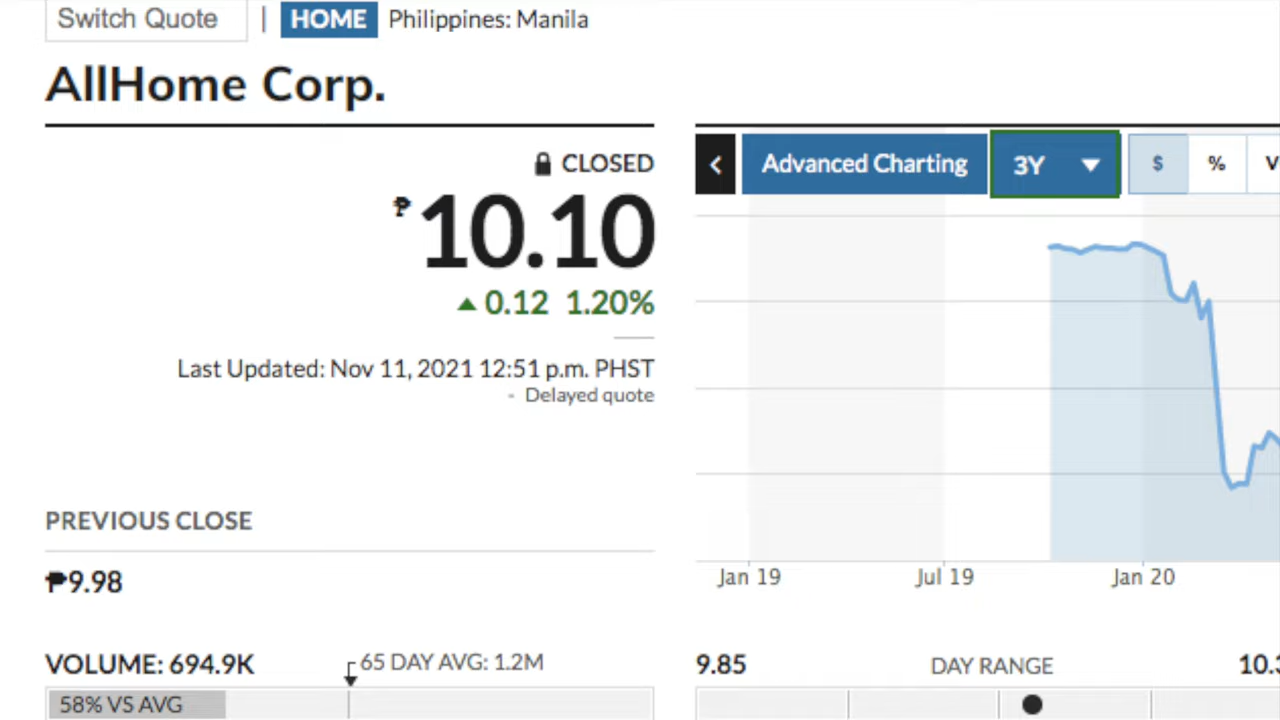 Switch Quote | HOME Philippines: Manila
AllHome Corp.
CLOSED
₱10.10
▲ 0.12 1.20%
Last Updated: Nov 11, 2021 12:51 p.m. PHST
- Delayed quote
PREVIOUS CLOSE
₱9.98
VOLUME: 694.9K
65 DAY AVG: 1.2M
58% VS AVG
Advanced Charting 3Y $ %
Jan 19 Jul 19 Jan 20
9.85 DAY RANGE